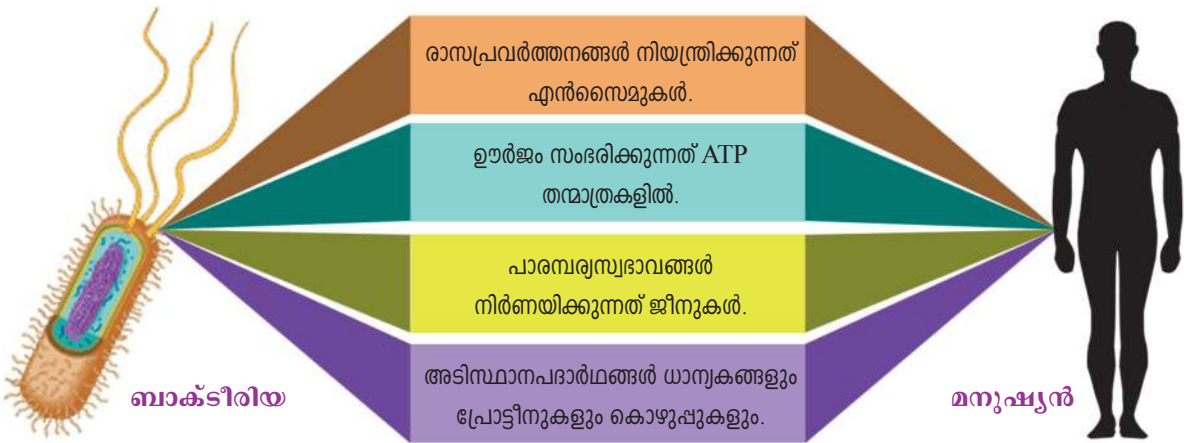 രാസപ്രവർത്തനങ്ങൾ നിയന്ത്രിക്കുന്നത്
എൻസൈമുകൾ.
ഊർജം സംഭരിക്കുന്നത് ATP
തന്മാത്രകളിൽ.
പാരമ്പര്യസ്വഭാവങ്ങൾ
നിർണയിക്കുന്നത് ജീനുകൾ.
അടിസ്ഥാനപദാർഥങ്ങൾ ധാന്യകങ്ങളും
പ്രോട്ടീനുകളും കൊഴുപ്പുകളും.
ബാക്ടീരിയ
മനുഷ്യൻ